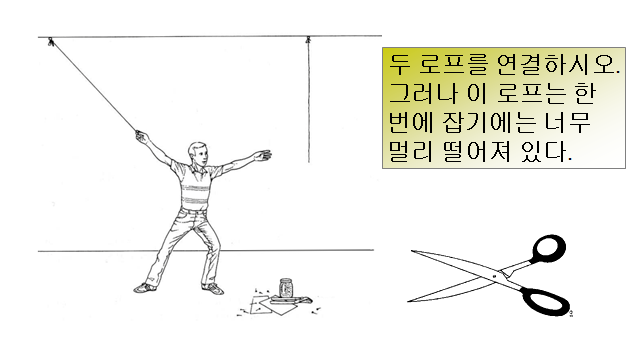 두 로프를 연결하시오.
그러나 이 로프는 한
번에 잡기에는 너무
멀리 떨어져 있다.